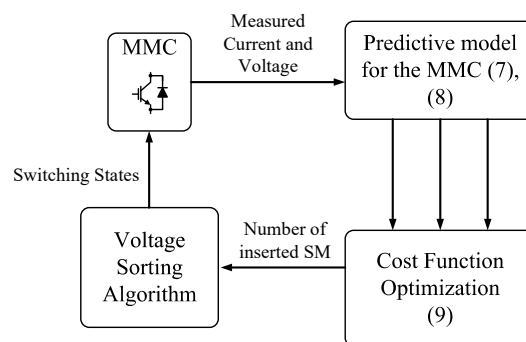 MMC
Measured
Current and
Voltage
Predictive model
for the MMC (7),
(8)
Switching States
Voltage
Sorting
Algorithm
Number of
inserted SM
Cost Function
Optimization
(9)